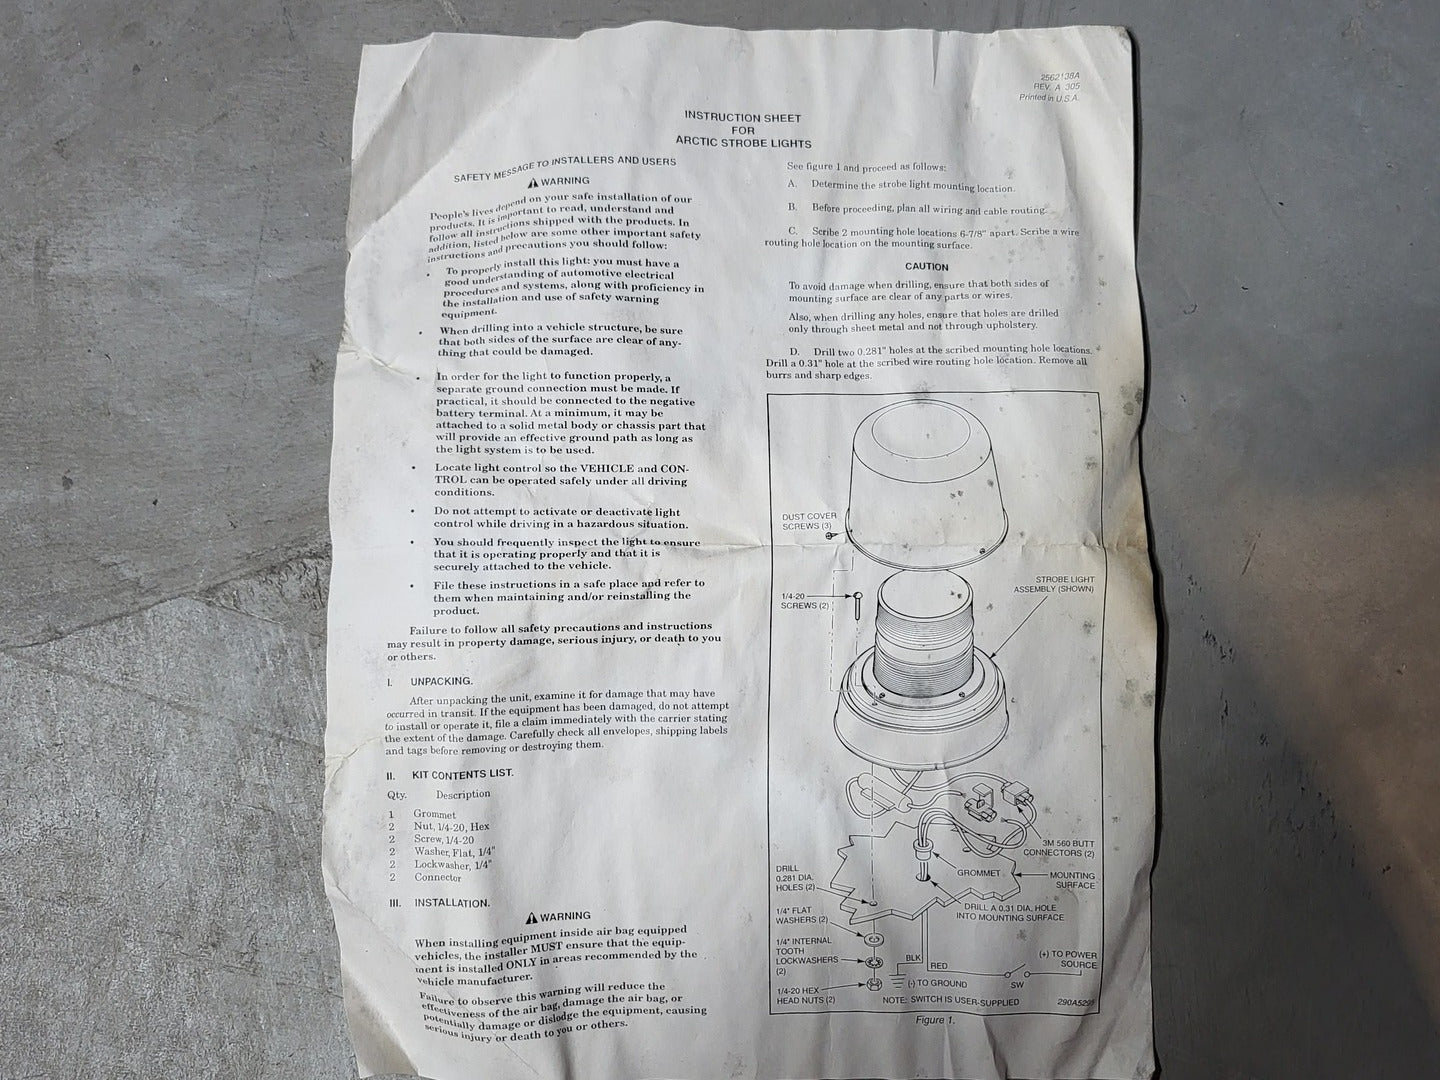 2562138A
REV. A 305
Printed in U.S.A.
INSTRUCTION SHEET
FOR
ARCTIC STROBE LIGHTS
SAFETY MESSAGE TO INSTALLERS AND USERS
WARNING
People's lives depend on your safe installation of our
products. It is important to read, understand and
follow all instructions shipped with the products. In
addition, listed below are some other important safety
instructions and precautions you should follow:
• To properly install this light: you must have a
good understanding of automotive electrical
procedures and systems, along with proficiency in
the installation and use of safety warning
equipment.
• When drilling into a vehicle structure, be sure
that both sides of the surface are clear of any-
thing that could be damaged.
• In order for the light to function properly, a
separate ground connection must be made. If
practical, it should be connected to the negative
battery terminal. At a minimum, it may be
attached to a solid metal body or chassis part that
will provide an effective ground path as long as
the light system is to be used.
• Locate light control so the VEHICLE and CON-
TROL can be operated safely under all driving
conditions.
• Do not attempt to activate or deactivate light
control while driving in a hazardous situation.
• You should frequently inspect the light to ensure
that it is operating properly and that it is
securely attached to the vehicle.
• File these instructions in a safe place and refer to
them when maintaining and/or reinstalling the
product.
Failure to follow all safety precautions and instructions
may result in property damage, serious injury, or death to you
or others.
I. UNPACKING.
After unpacking the unit, examine it for damage that may have
occurred in transit. If the equipment has been damaged, do not attempt
to install or operate it, file a claim immediately with the carrier stating
the extent of the damage. Carefully check all envelopes, shipping labels
and tags before removing or destroying them.
II. KIT CONTENTS LIST.
Qty. Description
1 Grommet
2 Nut, 1/4-20, Hex
2 Screw, 1/4-20
2 Washer, Flat, 1/4"
2 Lockwasher, 1/4"
2 Connector
III. INSTALLATION.
WARNING
When installing equipment inside air bag equipped
vehicles, the installer MUST ensure that the equip-
ment is installed ONLY in areas recommended by the
vehicle manufacturer.
Failure to observe this warning will reduce the
effectiveness of the air bag, damage the air bag, or
potentially damage or dislodge the equipment, causing
serious injury or death to you or others.
See figure 1 and proceed as follows:
A. Determine the strobe light mounting location.
B. Before proceeding, plan all wiring and cable routing.
C. Scribe 2 mounting hole locations 6-7/8" apart. Scribe a wire
routing hole location on the mounting surface.
CAUTION
To avoid damage when drilling, ensure that both sides of
mounting surface are clear of any parts or wires.
Also, when drilling any holes, ensure that holes are drilled
only through sheet metal and not through upholstery.
D. Drill two 0.281" holes at the scribed mounting hole locations.
Drill a 0.31" hole at the scribed wire routing hole location. Remove all
burrs and sharp edges.
DUST COVER
SCREWS (3)
1/4-20
SCREWS (2)
STROBE LIGHT
ASSEMBLY (SHOWN)
3M 560 BUTT
CONNECTORS (2)
DRILL
0.281 DIA.
HOLES (2)
GROMMET
MOUNTING
SURFACE
DRILL A 0.31 DIA. HOLE
INTO MOUNTING SURFACE
1/4" FLAT
WASHERS (2)
1/4" INTERNAL
TOOTH
LOCKWASHERS
(2)
1/4-20 HEX
HEAD NUTS (2)
BLK
RED
(-) TO GROUND
SW
(+) TO POWER
SOURCE
NOTE: SWITCH IS USER-SUPPLIED
Figure 1.